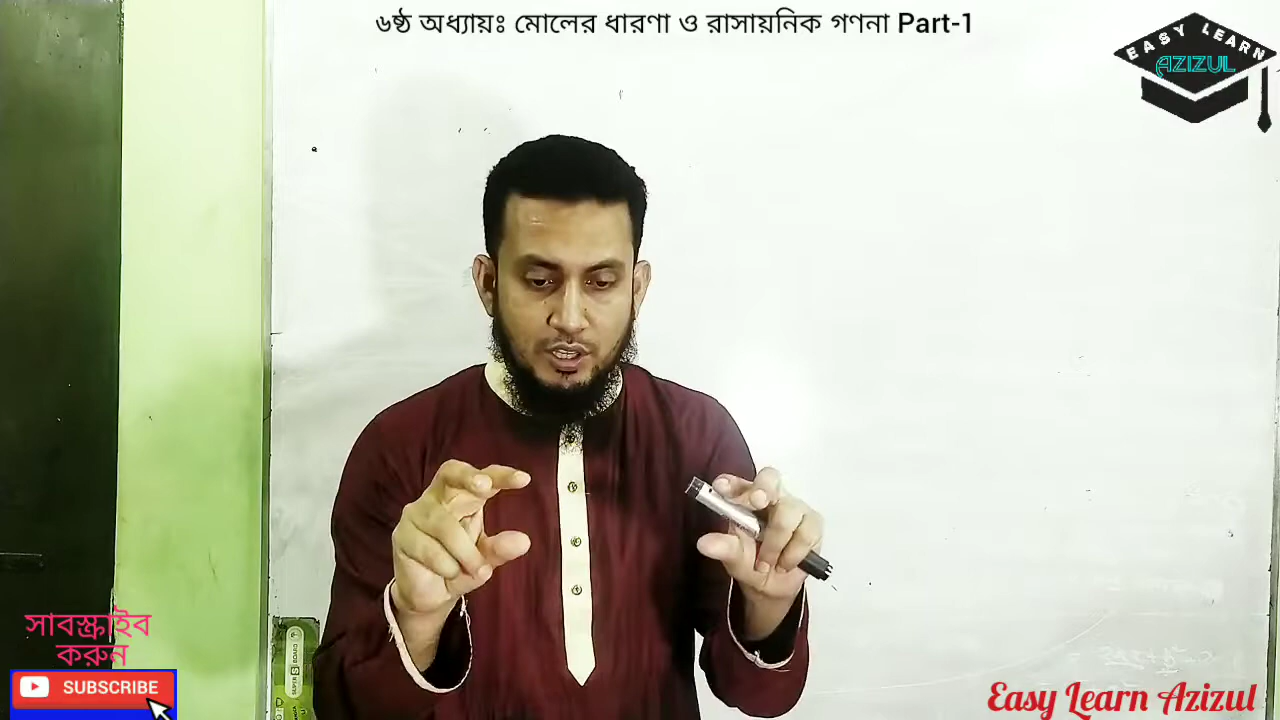 ৬ষ্ঠ অধ্যায়ঃ মোলের ধারণা ও রাসায়নিক গণনা Part-1
EASY LEARN
AZIZUL
সাবস্ক্রাইব
করুন
SUBSCRIBE
Easy Learn Azizul